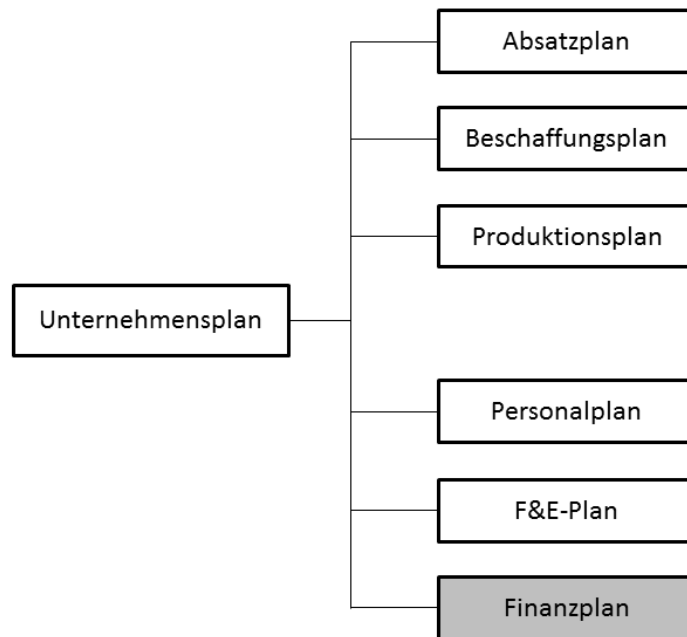 Absatzplan
Beschaffungsplan
Produktionsplan
Unternehmensplan
Personalplan
F&E-Plan
Finanzplan